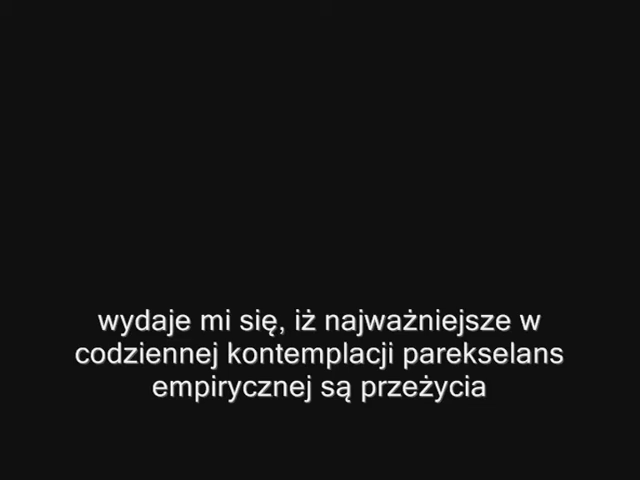 wydaje mi się, iż najważniejsze w
codziennej kontemplacji parekselans
empirycznej są przeżycia